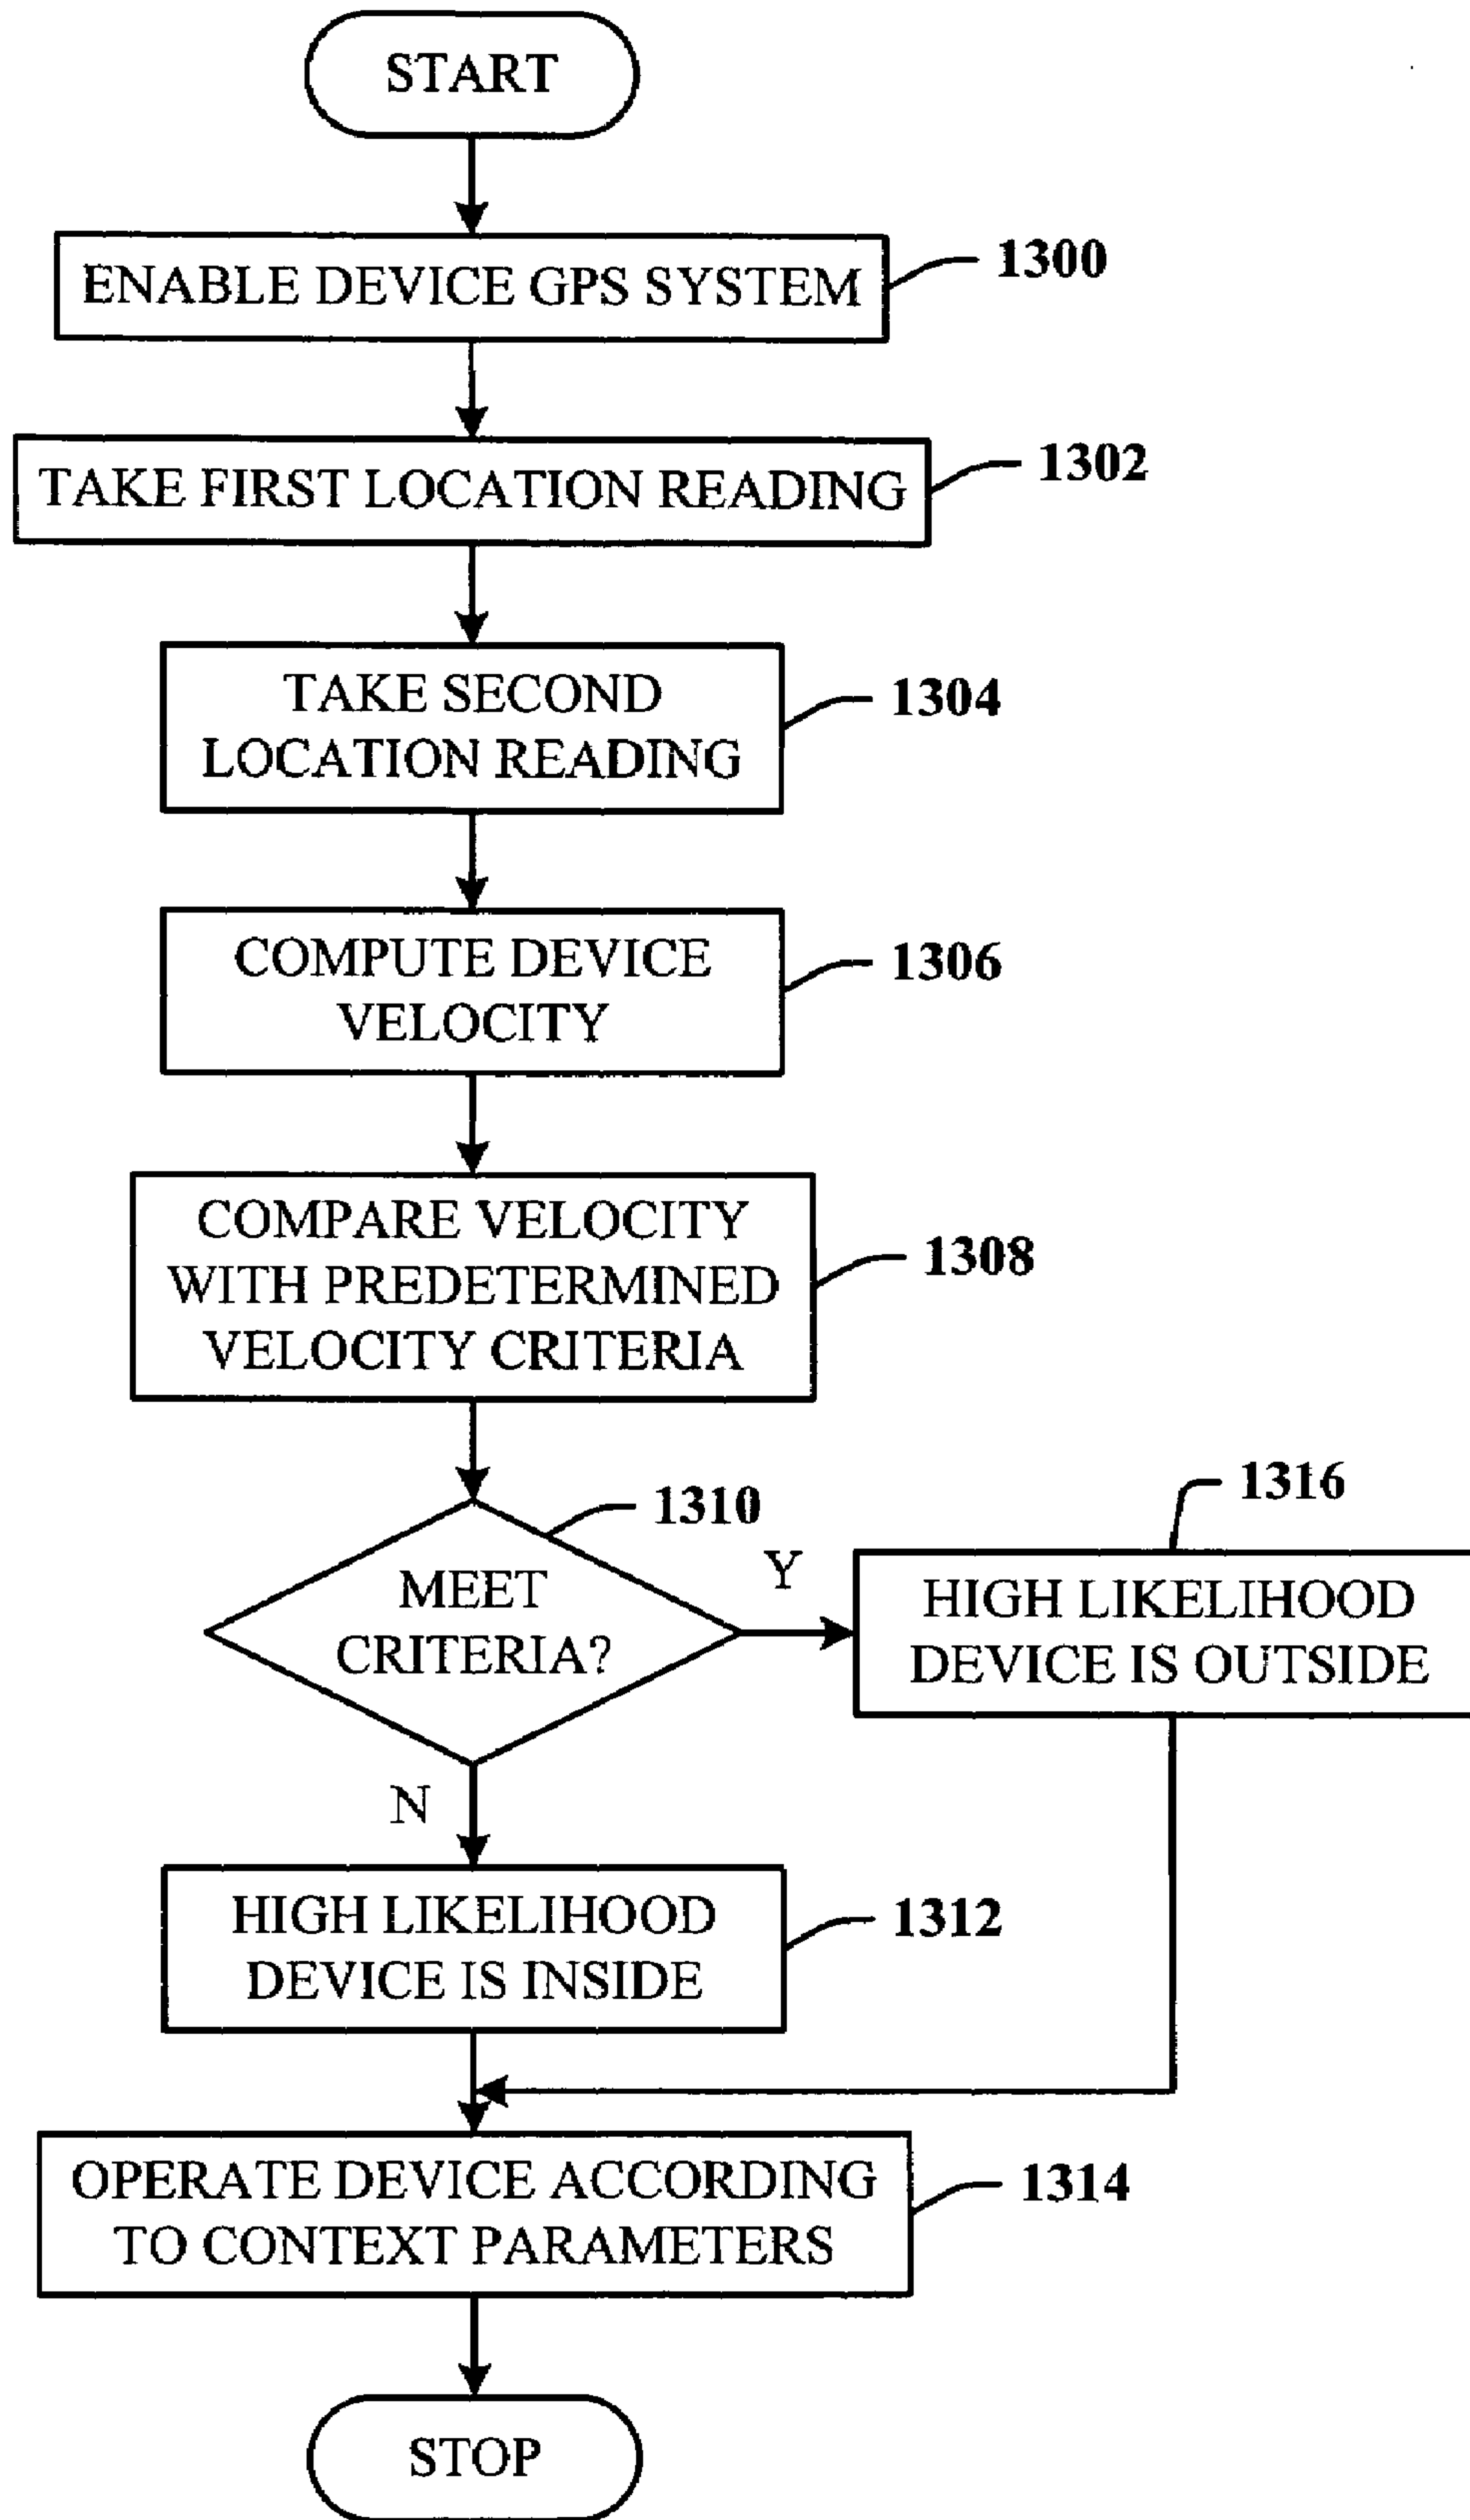 START
ENABLE DEVICE GPS SYSTEM
1300
TAKE FIRST LOCATION READING
1302
TAKE SECOND
LOCATION READING
1304
COMPUTE DEVICE
VELOCITY
1306
COMPARE VELOCITY
WITH PREDETERMINED
VELOCITY CRITERIA
1308
1310
MEET
CRITERIA?
Y
1316
HIGH LIKELIHOOD
DEVICE IS OUTSIDE
N
HIGH LIKELIHOOD
DEVICE IS INSIDE
1312
OPERATE DEVICE ACCORDING
TO CONTEXT PARAMETERS
1314
STOP